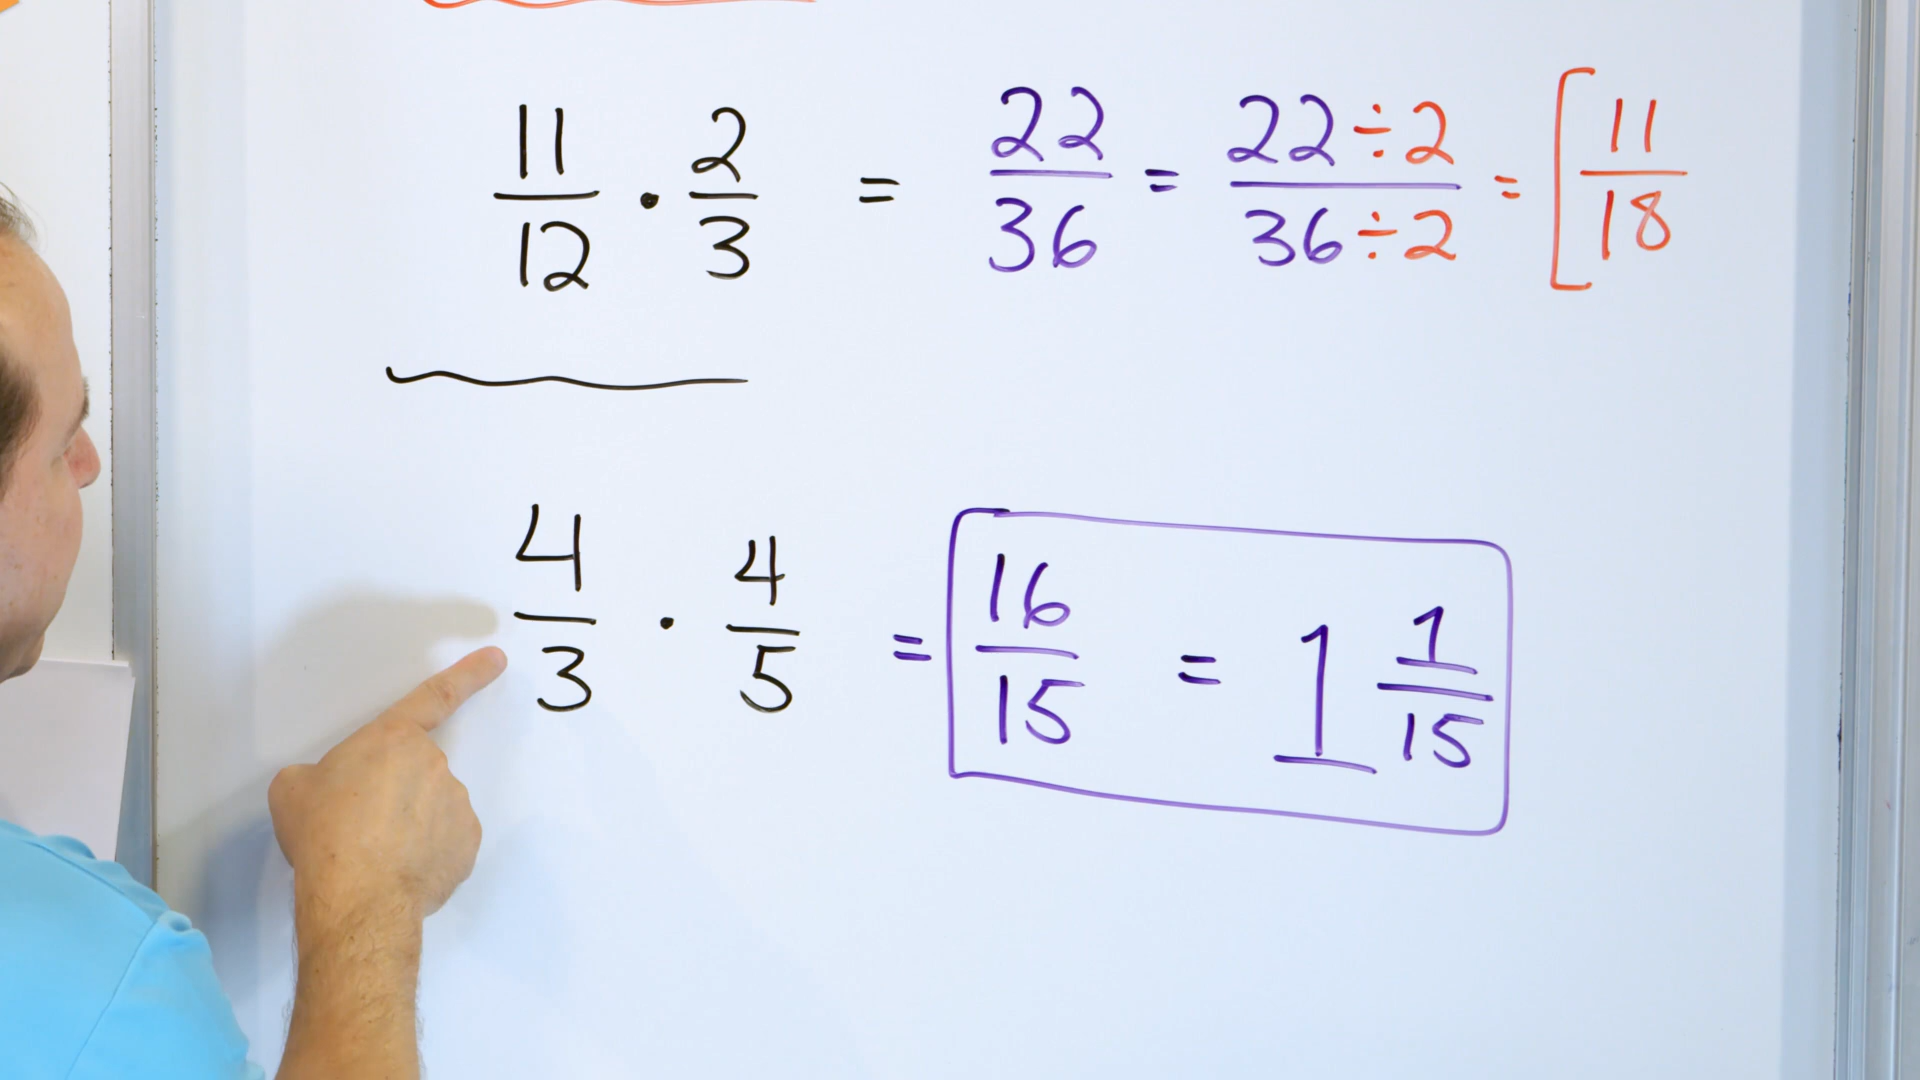 11/12 · 2/3 = 22/36 = 22÷2/36÷2 = [11/18
4/3 · 4/5 = 16/15 = 1 1/15